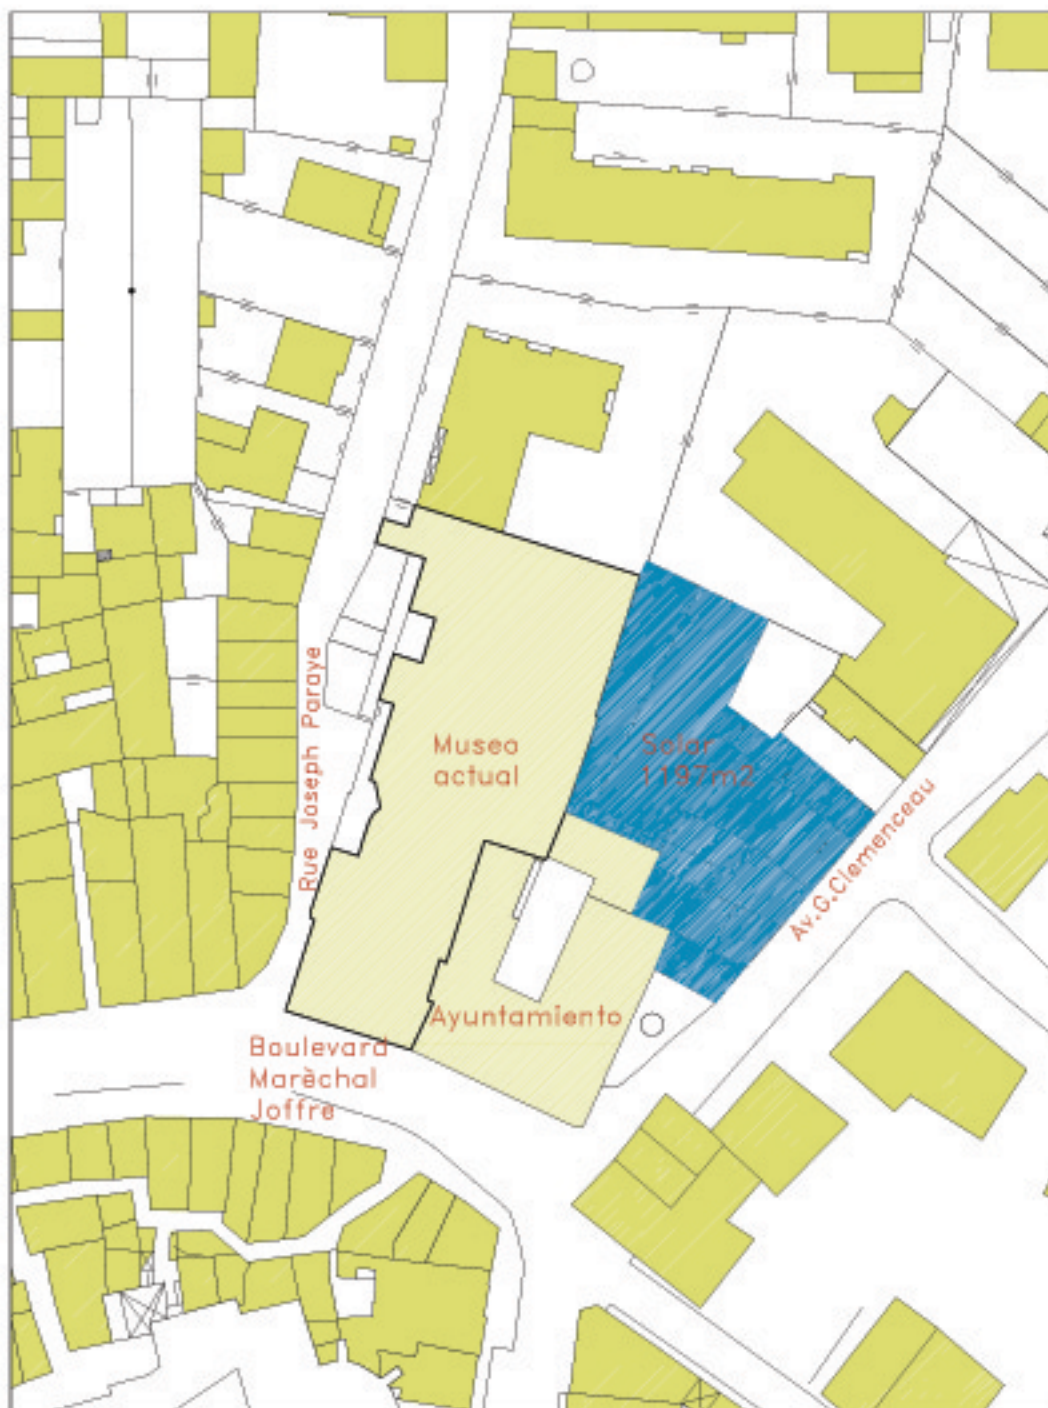 Rue Joseph Paraye
Museo
actual
Solar
1197m2
Av.G.Clemenceau
Ayuntamiento
Boulevard
Marèchal
Joffre